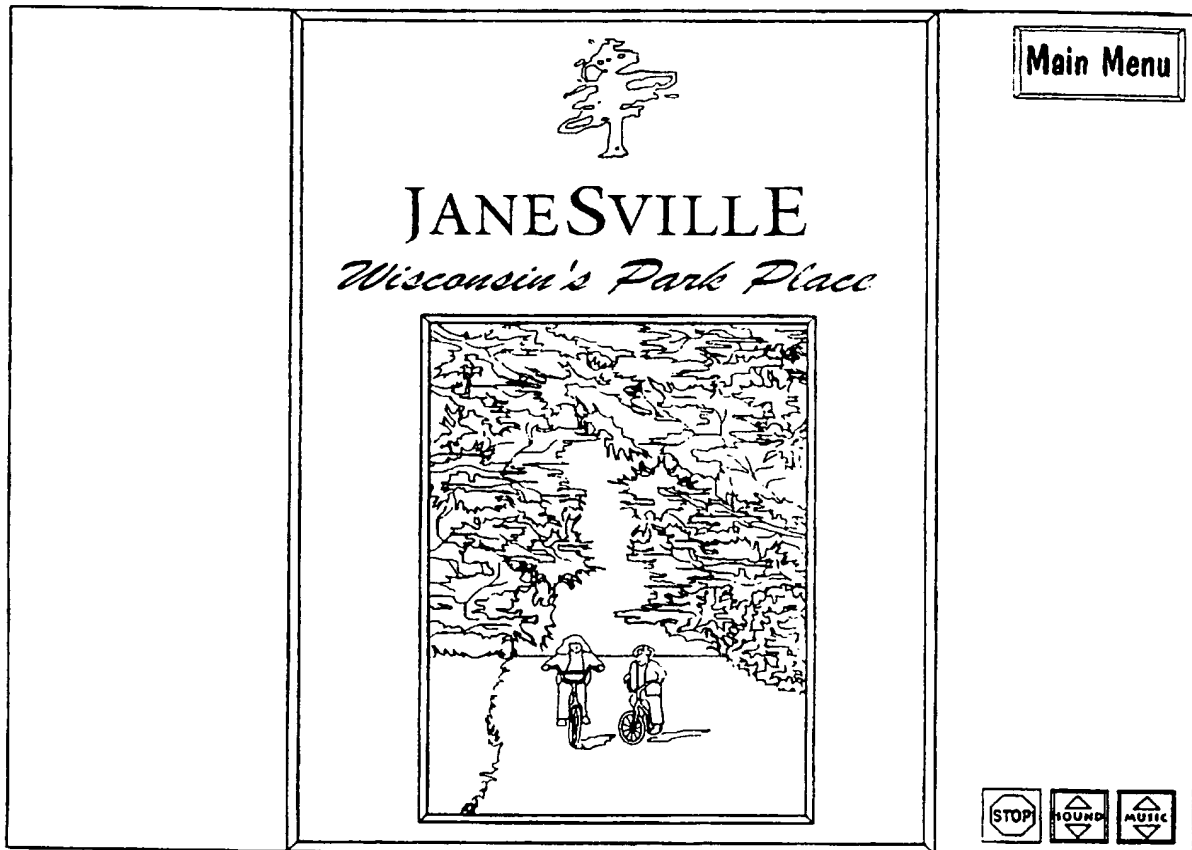 Main Menu
JANESVILLE
Wisconsin's Park Place
STOP
SOUND
MUSIC